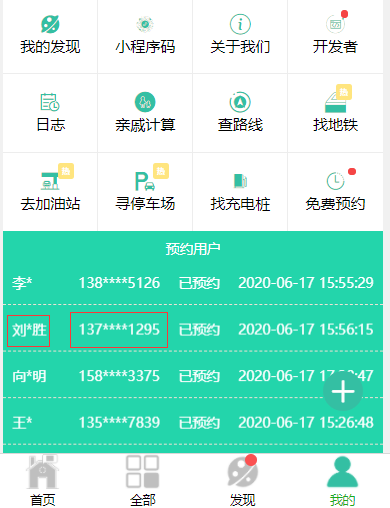 我的发现 小程序码 关于我们 开发者
日志 亲戚计算 查路线 找地铁
去加油站 寻停车场 找充电桩 免费预约
预约用户
李* 138****5126 已预约 2020-06-17 15:55:29
刘*胜 137****1295 已预约 2020-06-17 15:56:15
向*明 158****3375 已预约 2020-06-17 :47
王* 135****7839 已预约 2020-06-17 15:26:48
首页 全部 发现 我的